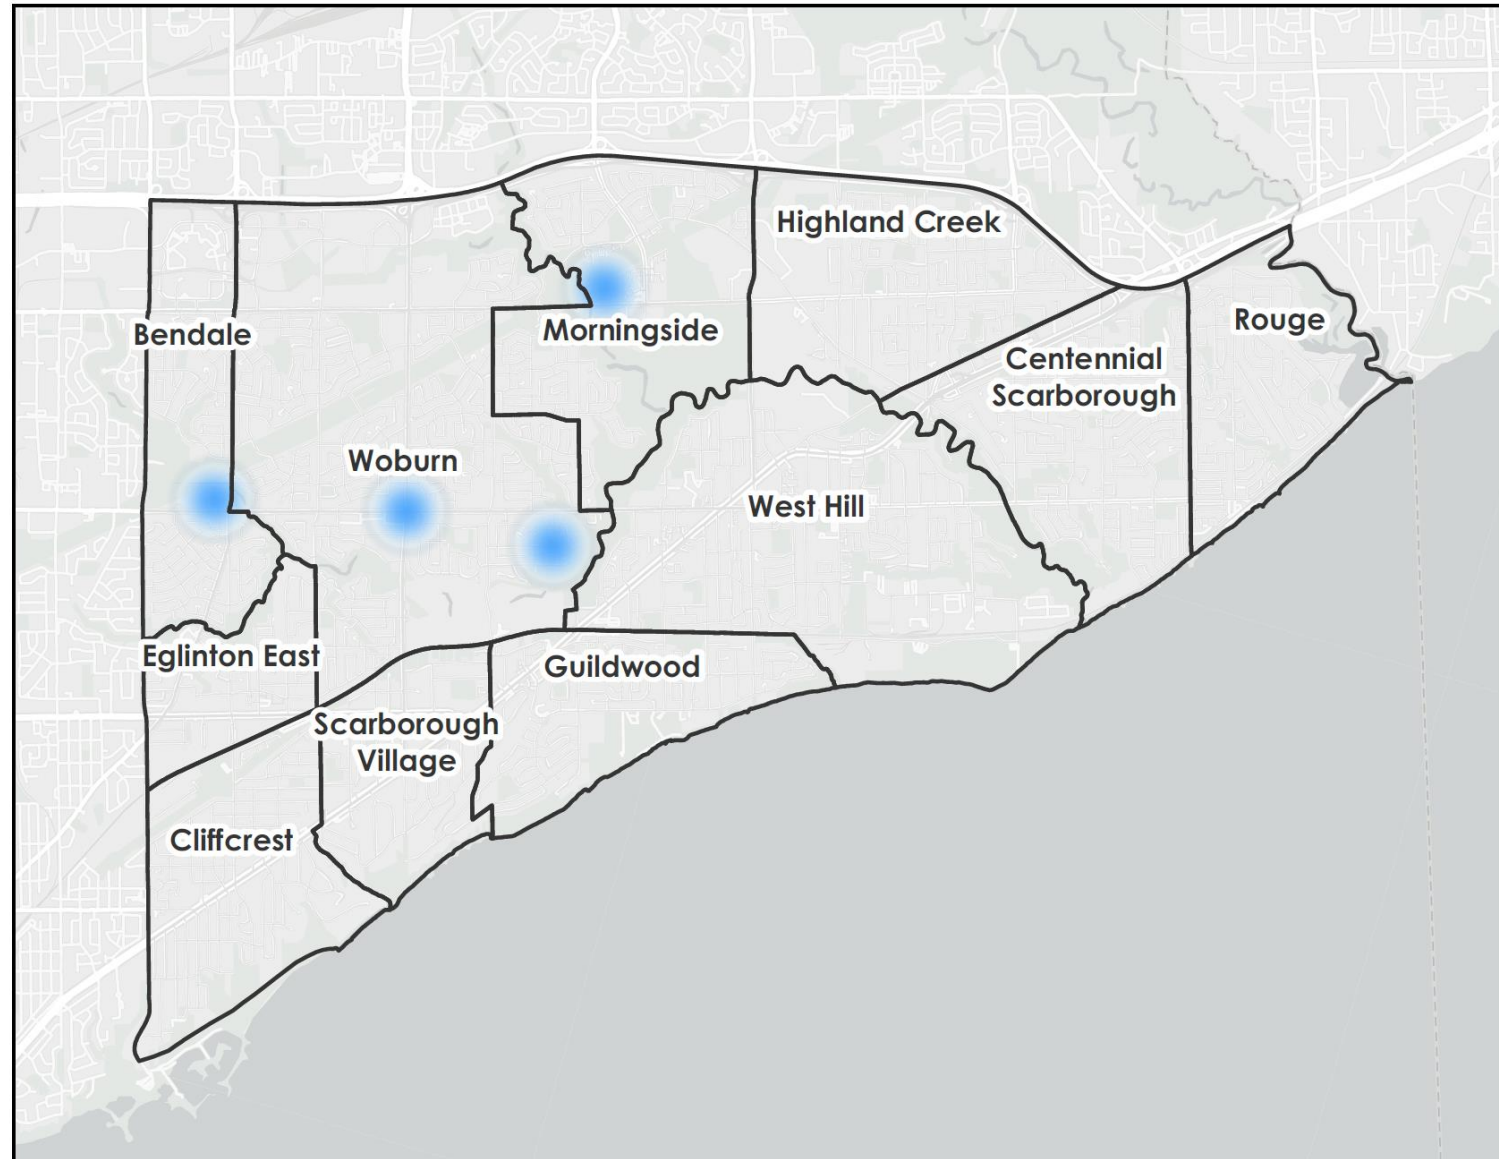 Highland Creek
Bendale
Morningside
Rouge
Centennial
Scarborough
Woburn
West Hill
Eglinton East
Guildwood
Scarborough
Village
Cliffcrest